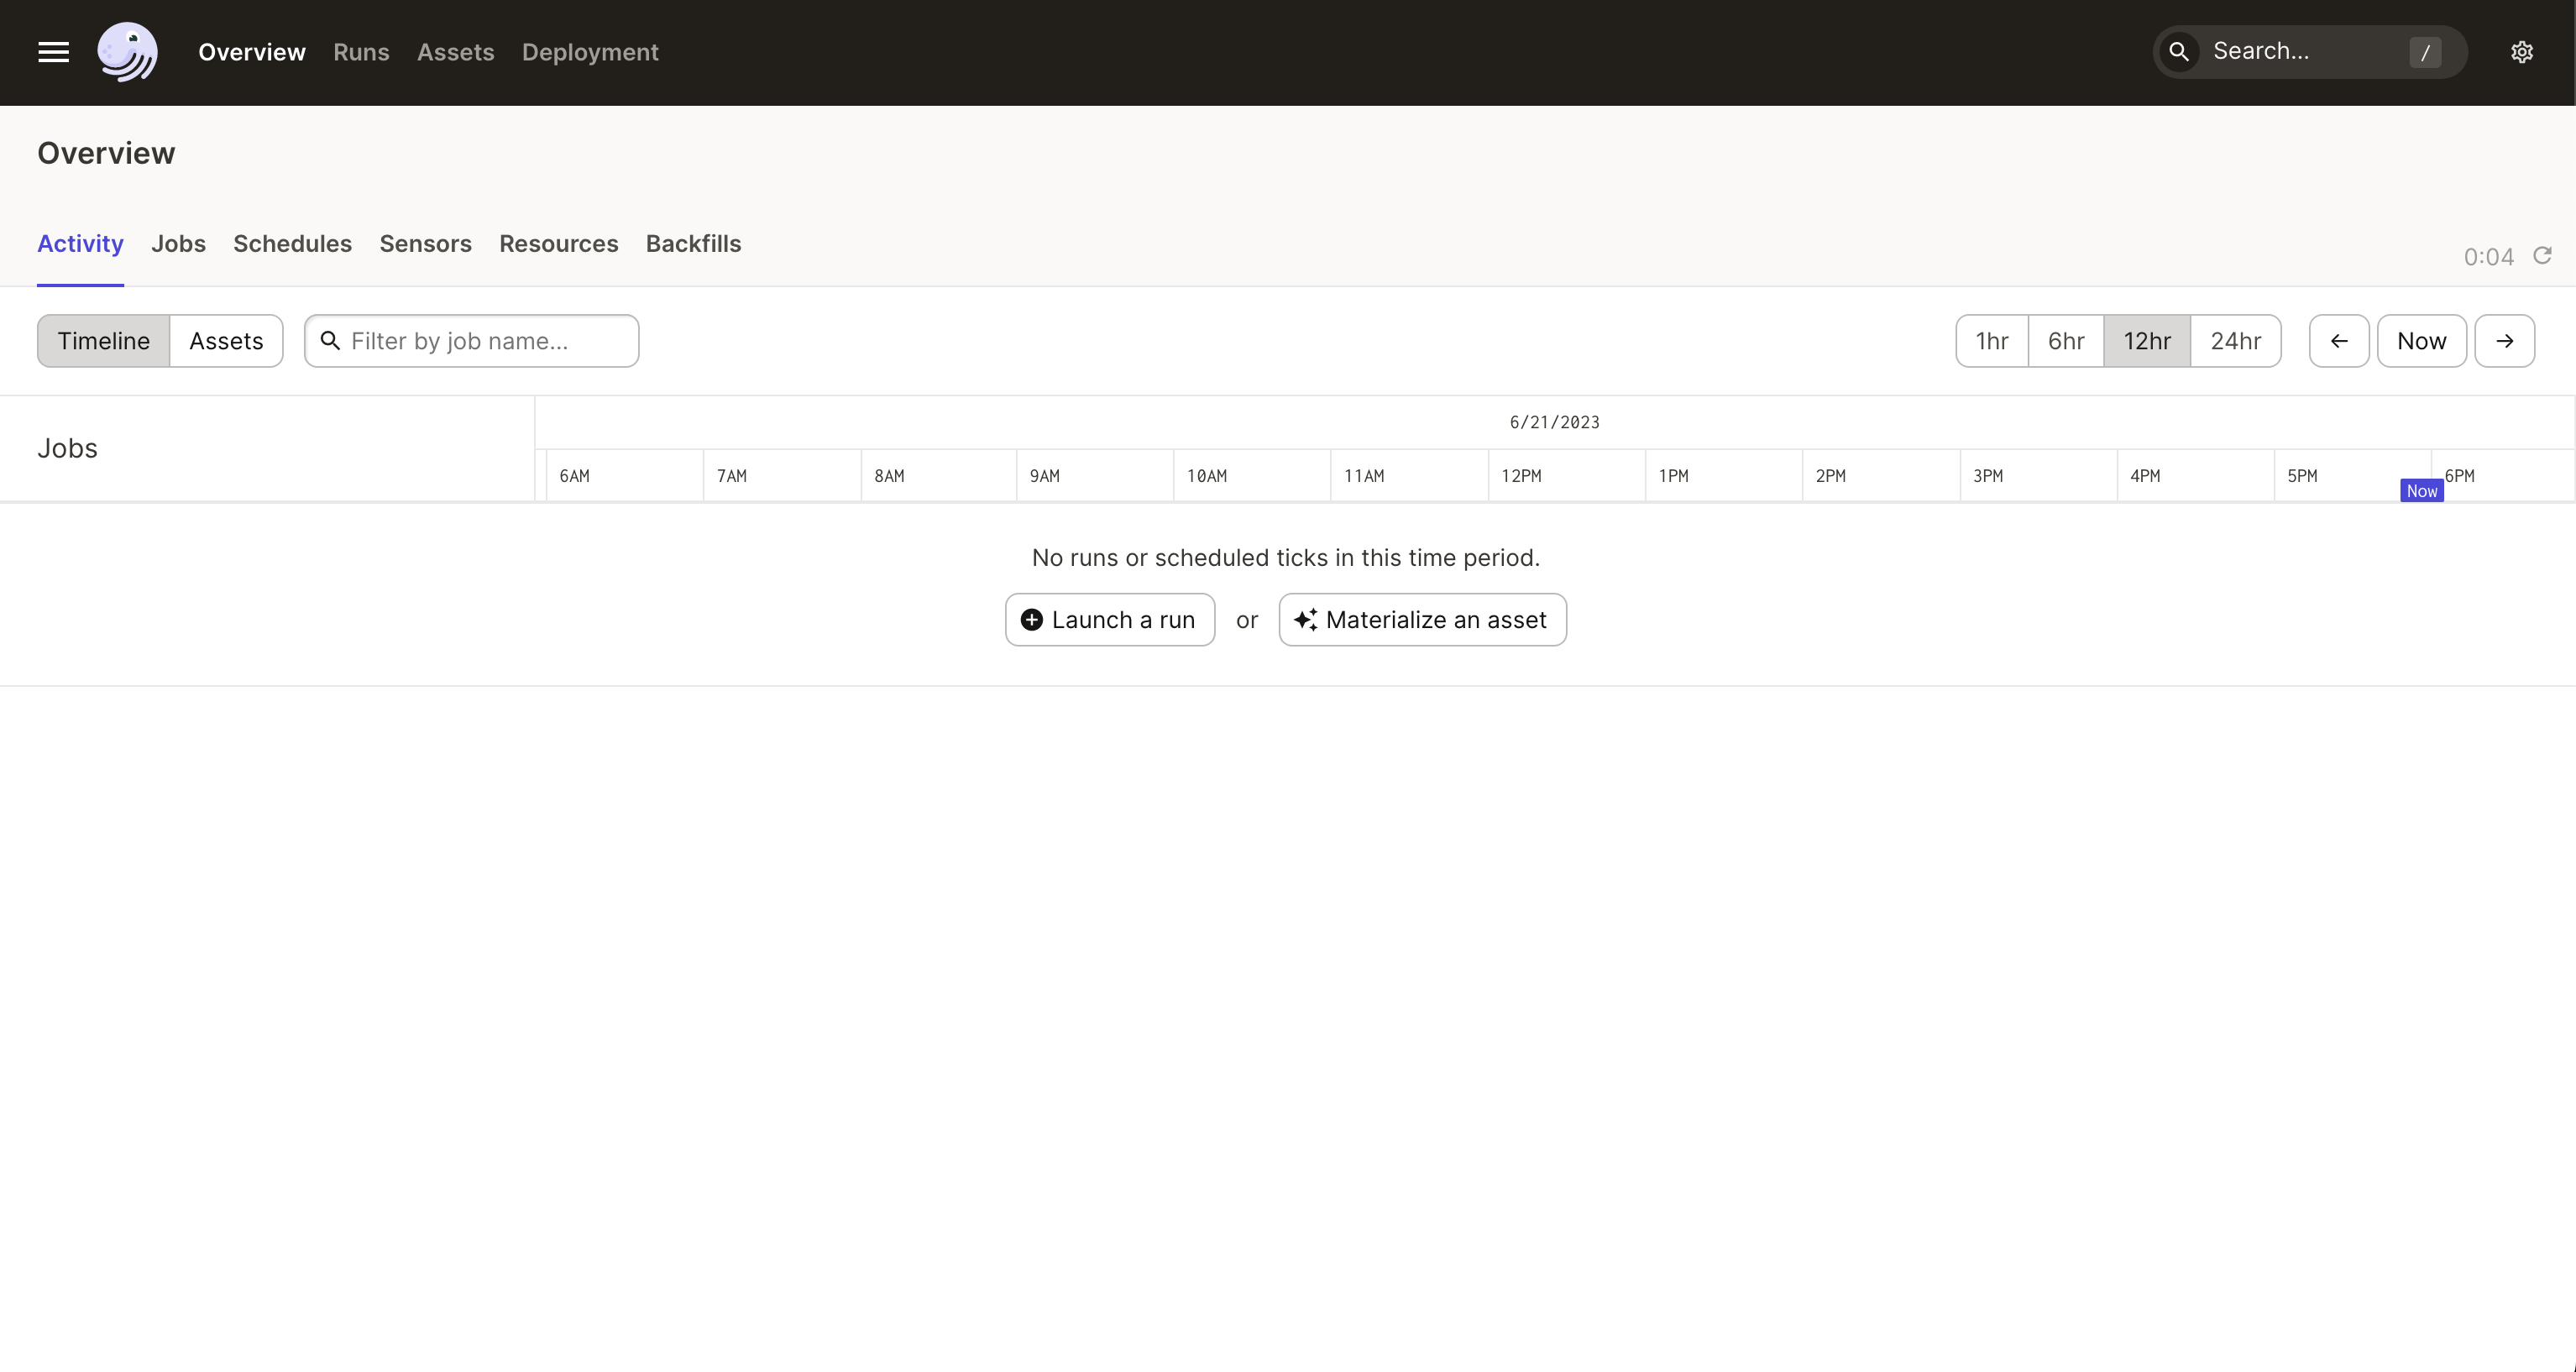 Overview Runs Assets Deployment Search... /
Overview
Activity Jobs Schedules Sensors Resources Backfills 0:04
Timeline Assets Filter by job name... 1hr 6hr 12hr 24hr Now
6/21/2023
Jobs
6AM 7AM 8AM 9AM 10AM 11AM 12PM 1PM 2PM 3PM 4PM 5PM 6PM
Now
No runs or scheduled ticks in this time period.
Launch a run or Materialize an asset